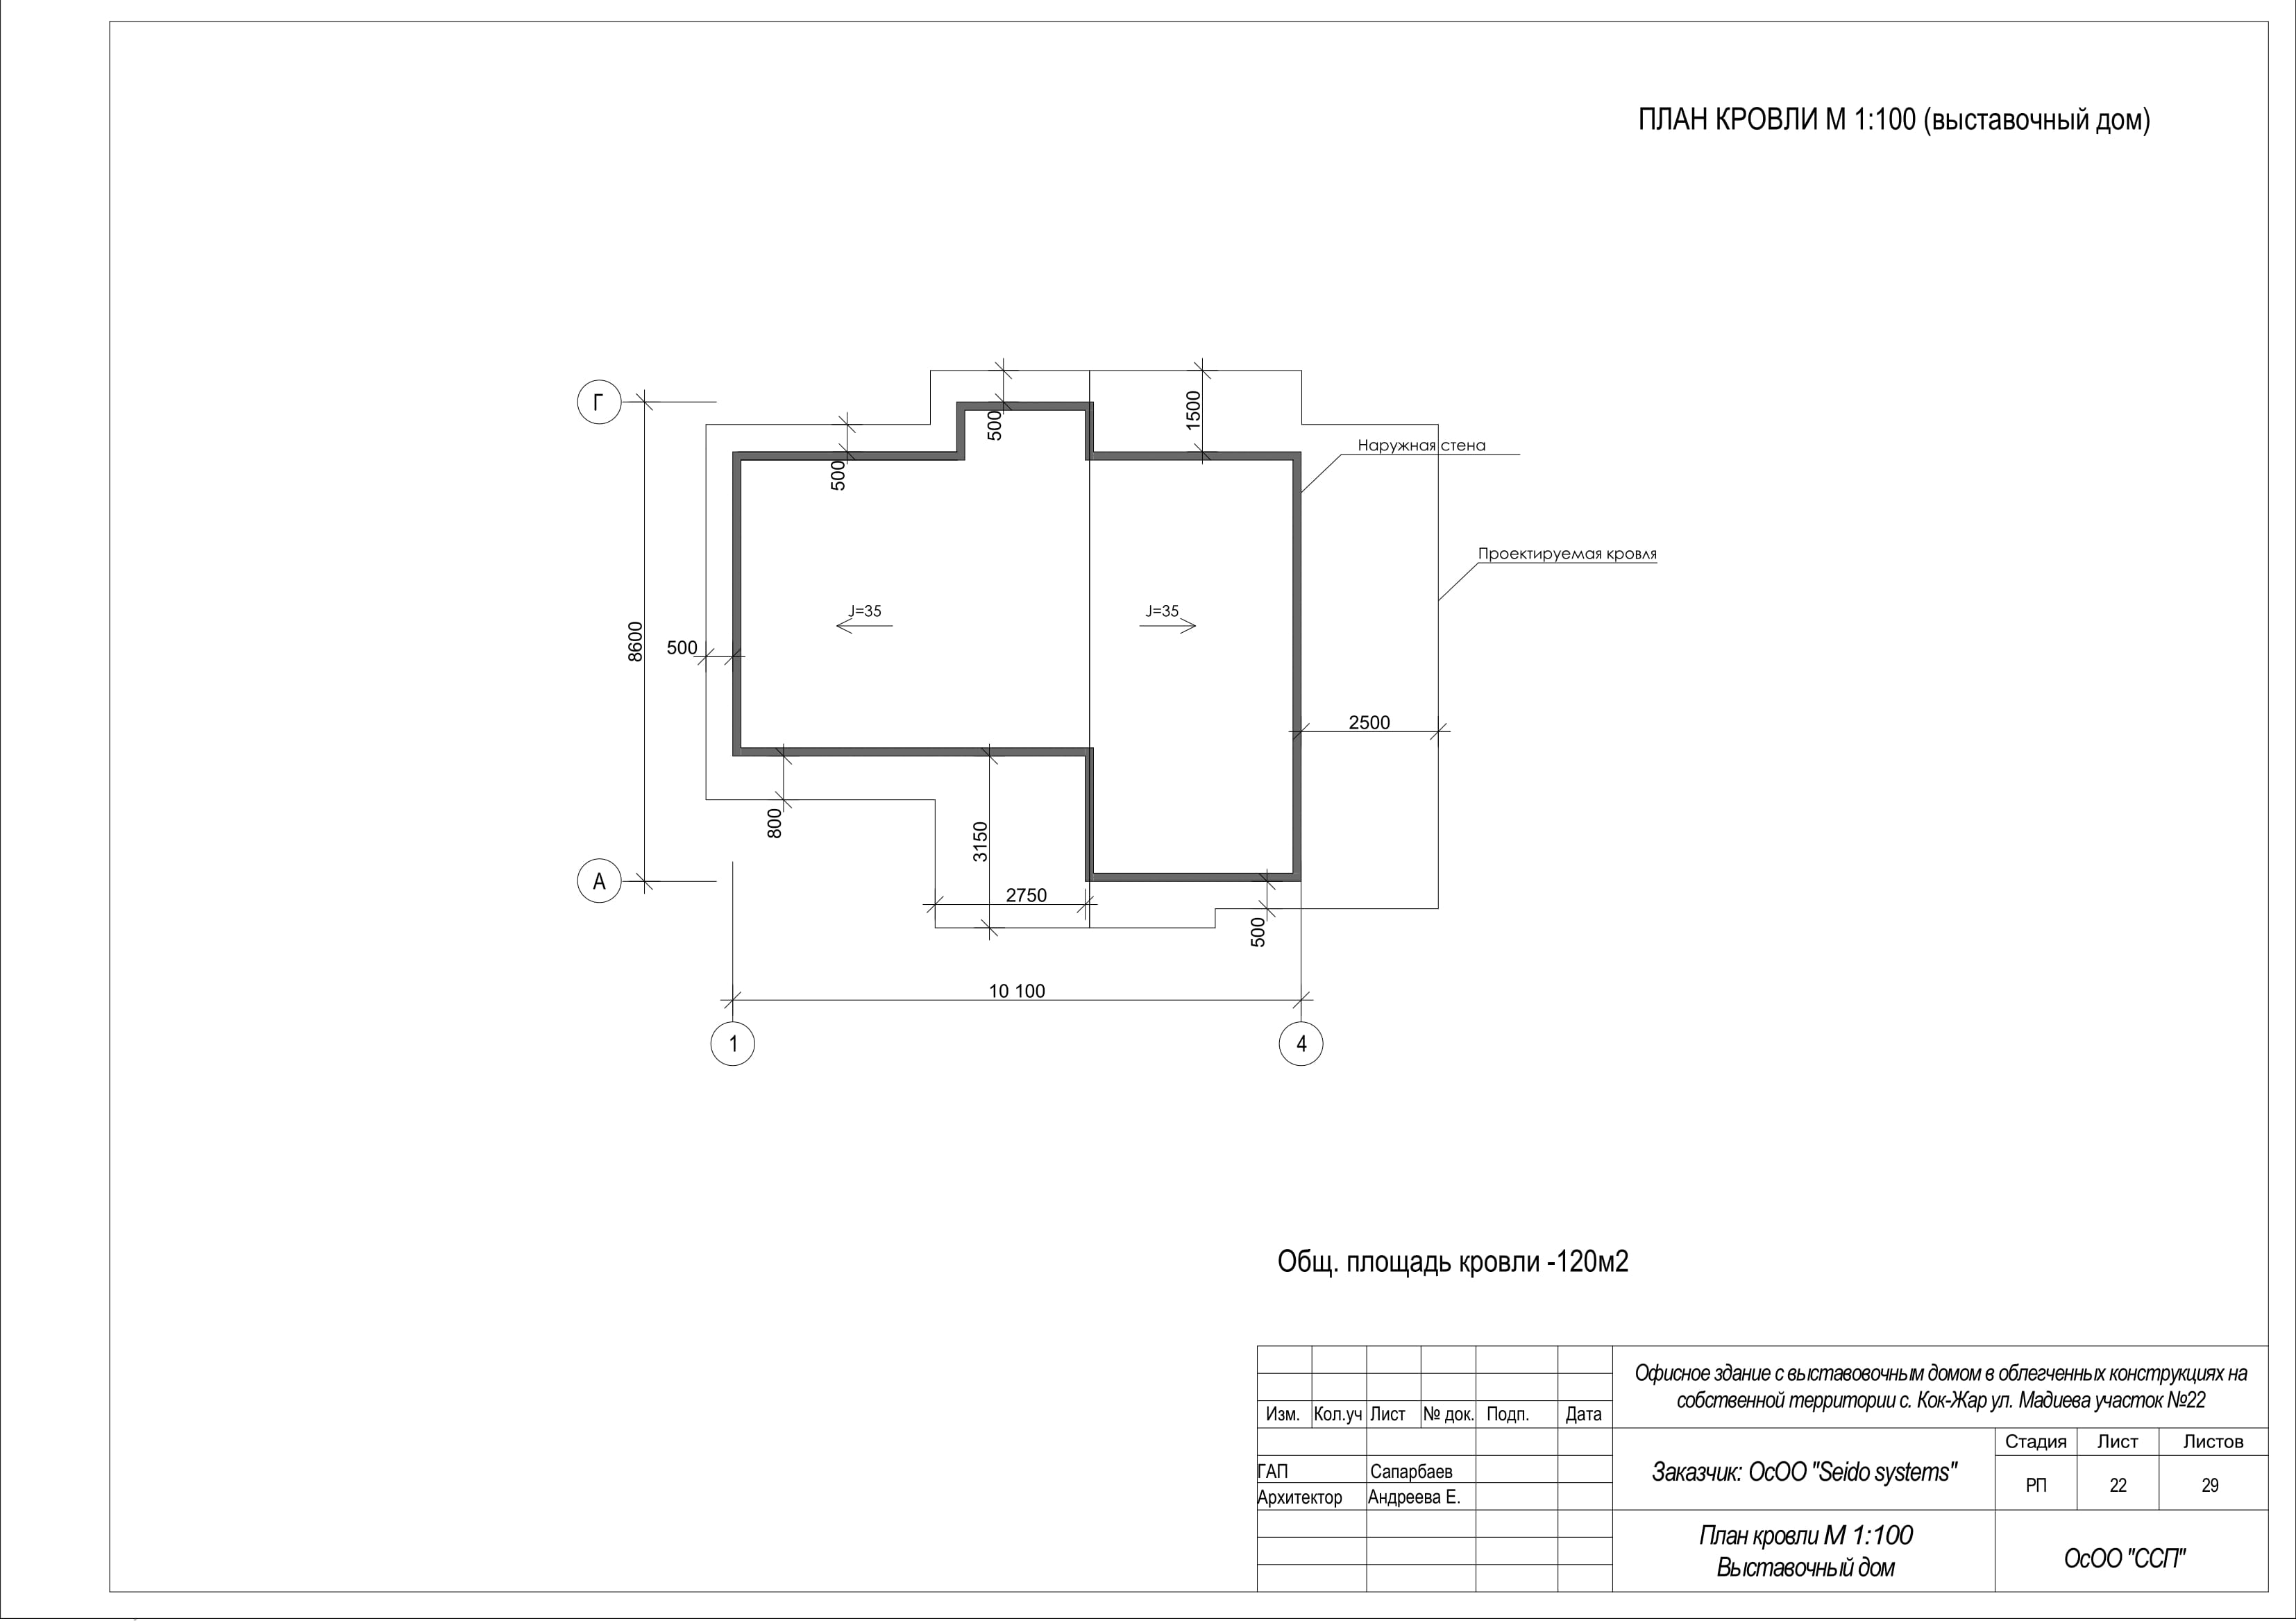 ПЛАН КРОВЛИ М 1:100 (выставочный дом)
Г
500
1500
Наружная стена
500
Проектируемая кровля
J=35
J=35
8600
500
2500
800
3150
А
2750
500
10 100
1
4
Общ. площадь кровли -120м2
Офисное здание с выставовочным домом в облегченных конструкциях на
собственной территории с. Кок-Жар ул. Мадиева участок №22
Изм. Кол.уч Лист № док. Подп. Дата
Стадия Лист Листов
ГАП Сапарбаев
Заказчик: ОсОО "Seido systems"
РП 22 29
Архитектор Андреева Е.
План кровли М 1:100
Выставочный дом
ОсОО "ССП"